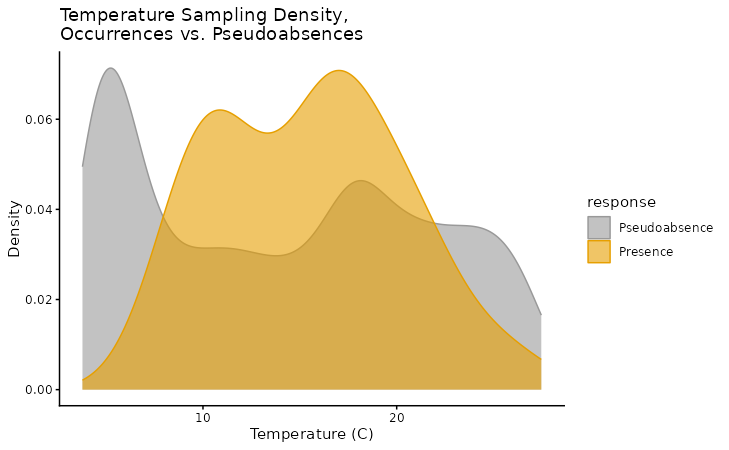 Temperature Sampling Density,
Occurrences vs. Pseudoabsences
Density
0.06
0.04
0.02
0.00
10
20
Temperature (C)
response
Pseudoabsence
Presence